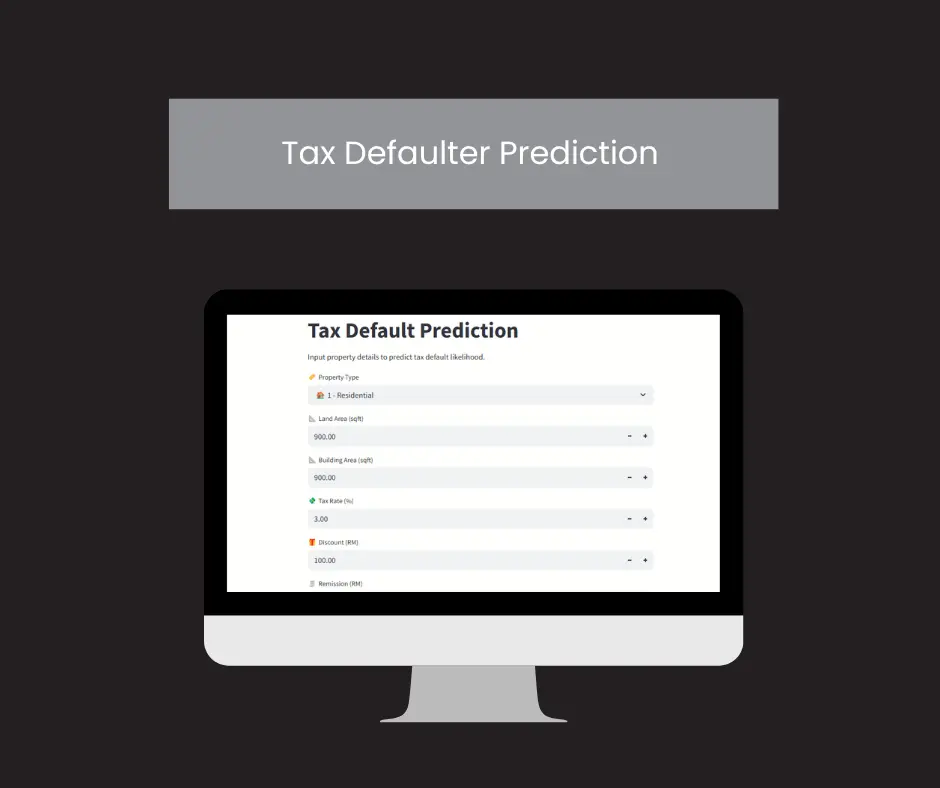 Tax Defaulter Prediction
Tax Default Prediction
Input property details to predict tax default likelihood.
Property Type
1 - Residential
Land Area (sqft)
900.00
Building Area (sqft)
900.00
Tax Rate (%)
3.00
Discount (RM)
100.00
Remission (RM)